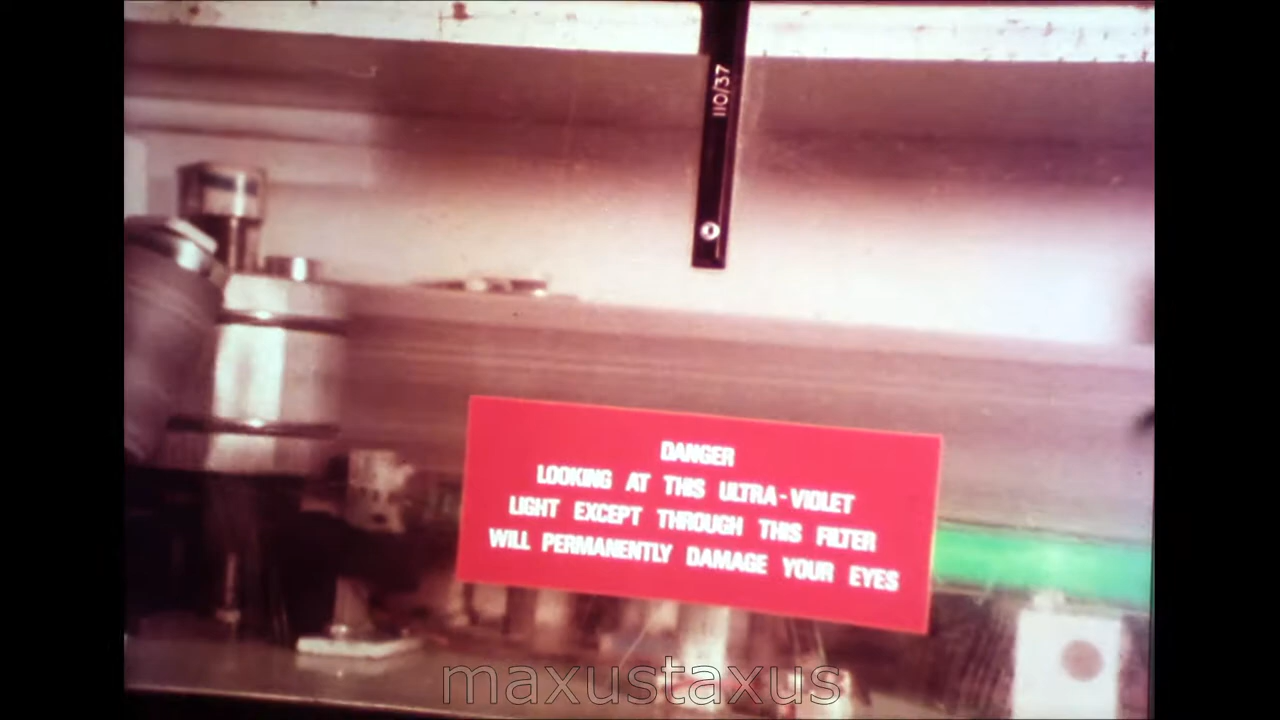 110/37
DANGER
LOOKING AT THIS ULTRA-VIOLET
LIGHT EXCEPT THROUGH THIS FILTER
WILL PERMANENTLY DAMAGE YOUR EYES
maxustaxus